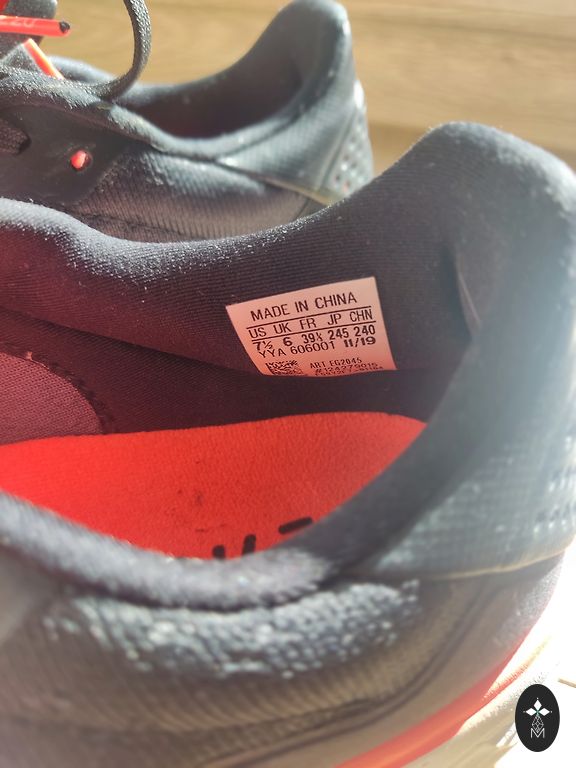 MADE IN CHINA
US UK FR JP CHN
7½ 6 39⅓ 245 240
YYA 606001 11/19
ART EG2045
M